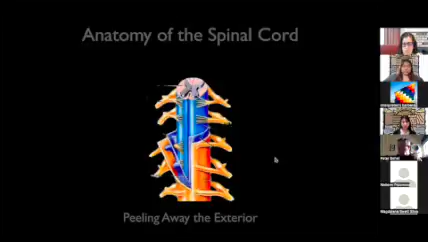 Anatomy of the Spinal Cord
Peeling Away the Exterior